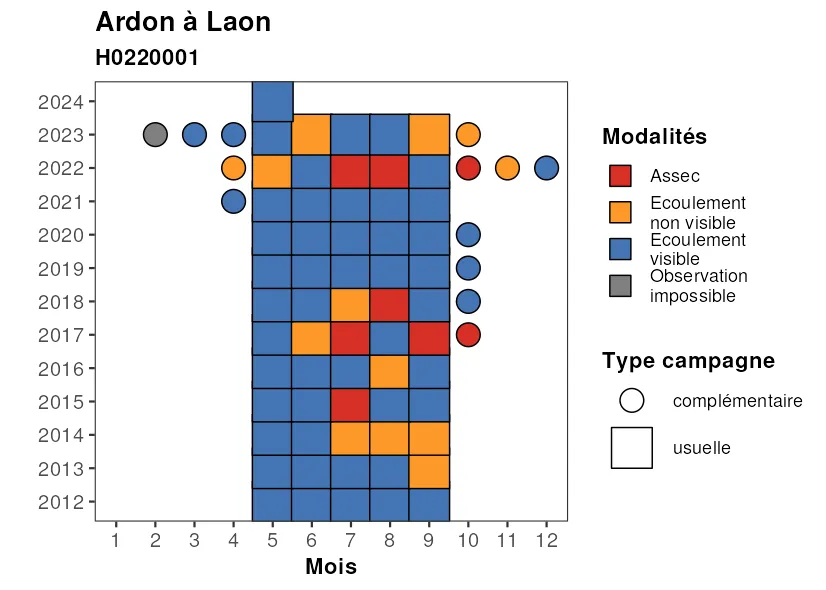 Ardon à Laon
H0220001
2024
2023
2022
2021
2020
2019
2018
2017
2016
2015
2014
2013
2012
1 2 3 4 5 6 7 8 9 10 11 12
Mois
Modalités
Assec
Ecoulement
non visible
Ecoulement
visible
Observation
impossible
Type campagne
complémentaire
usuelle